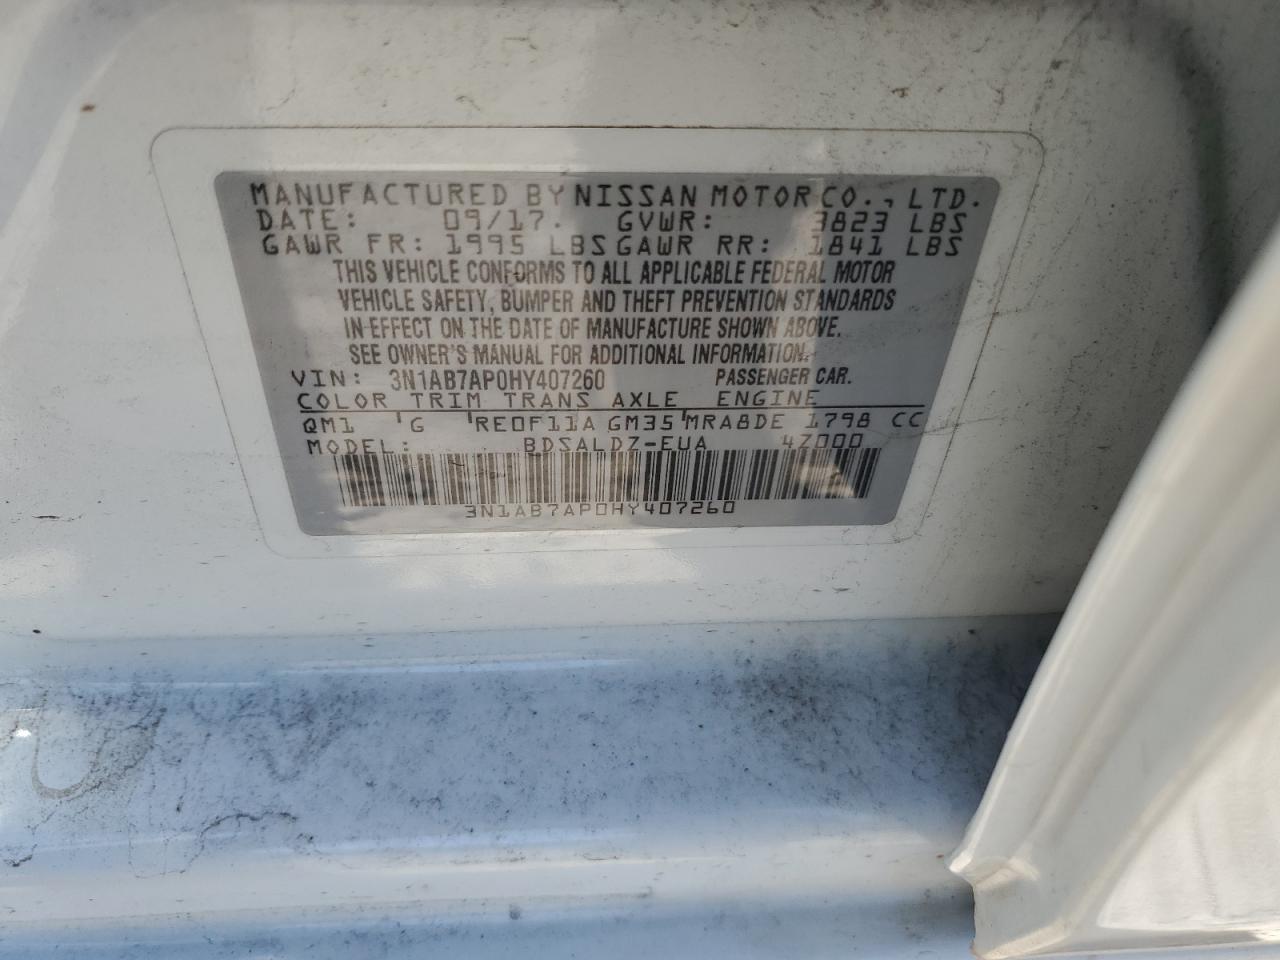 MANUFACTURED BY NISSAN MOTOR CO., LTD.
DATE: 09/17. GVWR: 3823 LBS
GAWR FR: 1995 LBS GAWR RR: 1841 LBS
THIS VEHICLE CONFORMS TO ALL APPLICABLE FEDERAL MOTOR
VEHICLE SAFETY, BUMPER AND THEFT PREVENTION STANDARDS
IN EFFECT ON THE DATE OF MANUFACTURE SHOWN ABOVE.
SEE OWNER'S MANUAL FOR ADDITIONAL INFORMATION.
VIN: 3N1AB7AP0HY407260 PASSENGER CAR.
COLOR TRIM TRANS AXLE ENGINE
QM1 G RE0F11A GM35 MRA8DE 1798 CC
MODEL: BDSALDZ-EUA 4Z000
3N1AB7AP0HY407260